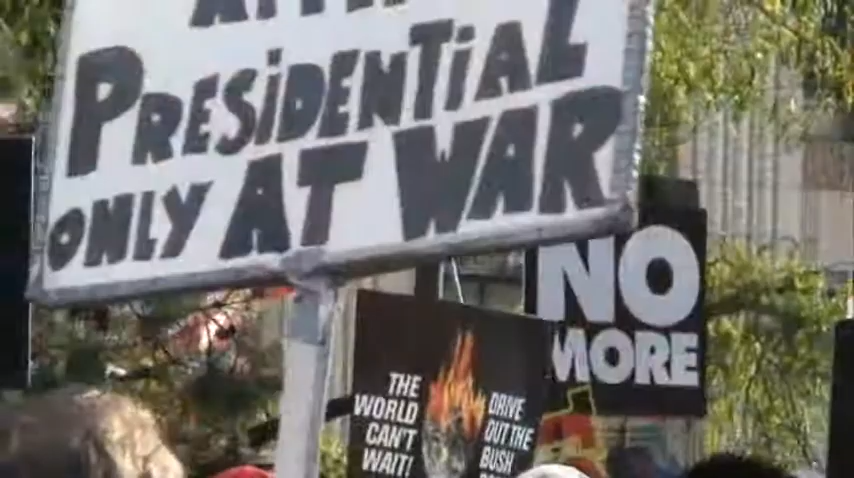 PRESiDENTiAL
ONLY AT WAR
NO
MORE
THE
WORLD
CAN'T
WAIT!
DRIVE
OUT THE
BUSH